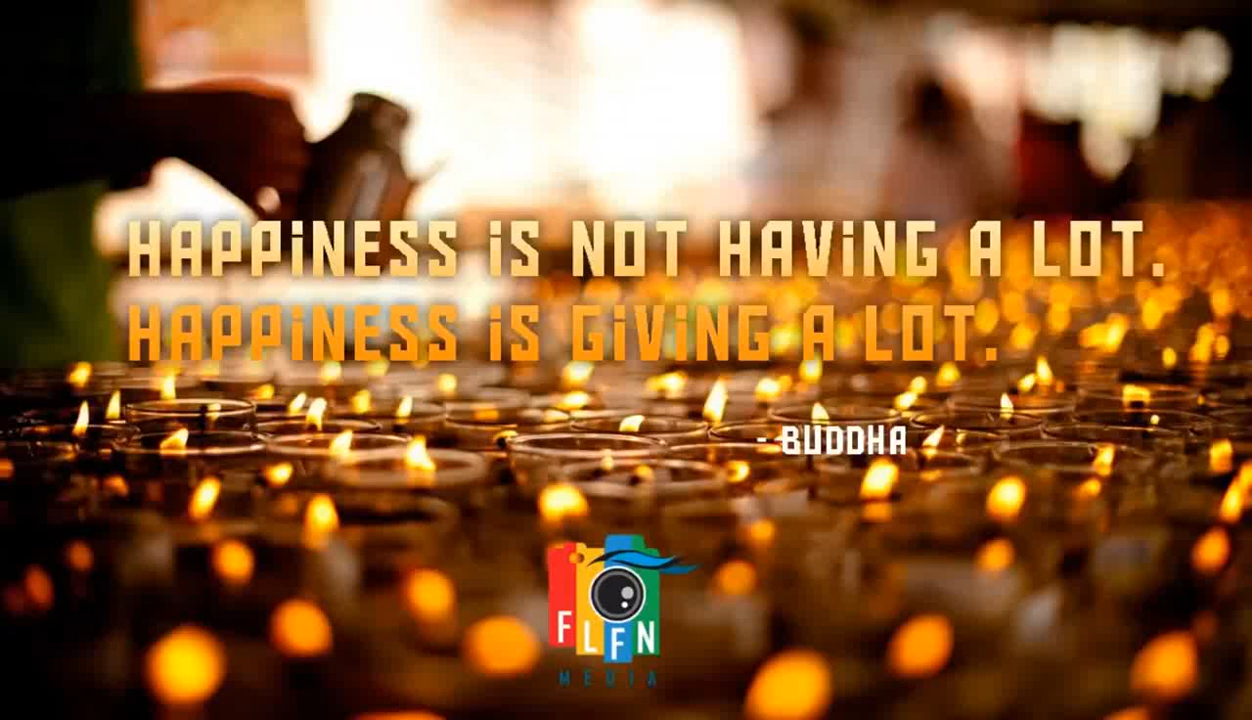 HAPPiNESS iS NOT HAViNG A LOT.
HAPPiNESS iS GiViNG A LOT.
- BUDDHA
FLFN
MEDIA